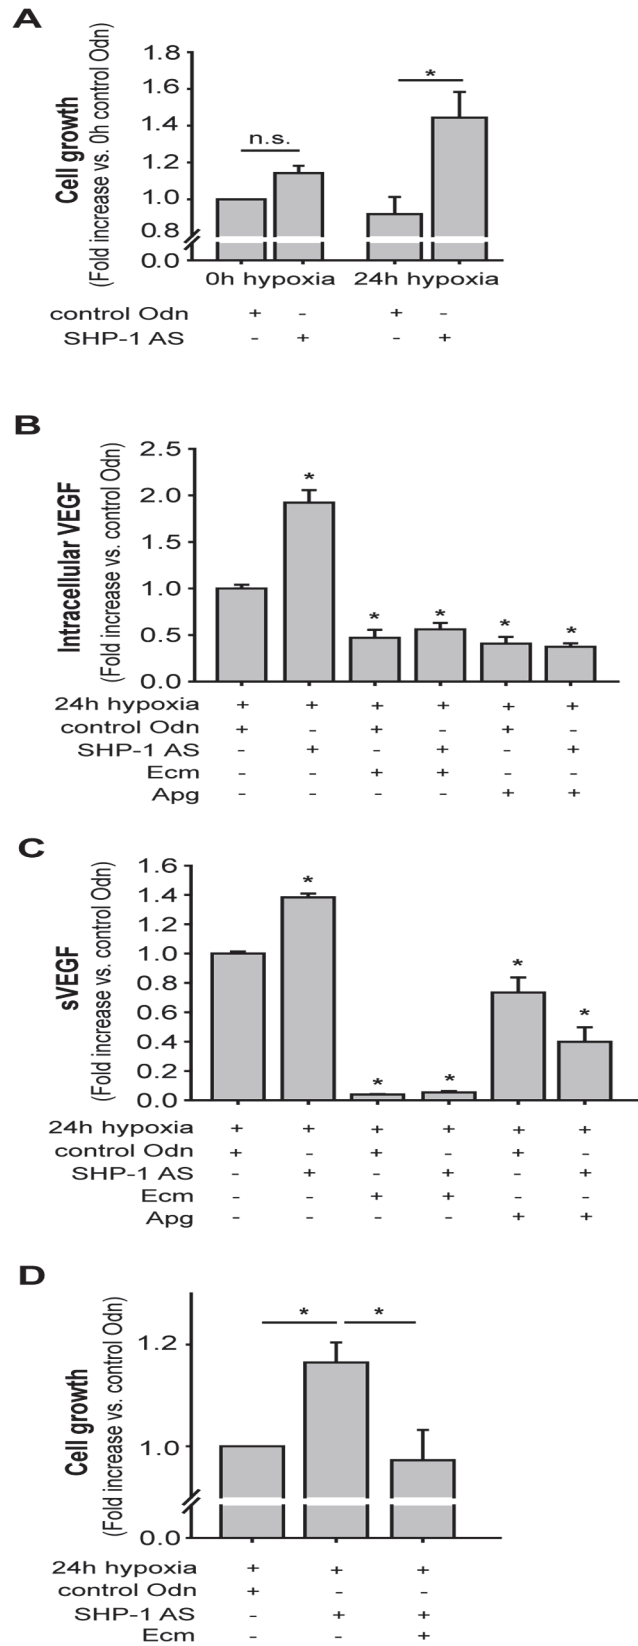 A
Cell growth
(Fold increase vs. 0h control Odn)
1.8
1.6
1.4
1.2
1.0
0.8
0.0
n.s.
*
0h hypoxia 24h hypoxia
control Odn + - + -
SHP-1 AS - + - +
B
Intracellular VEGF
(Fold increase vs. control Odn)
2.5
2.0
1.5
1.0
0.5
0.0
* * * * *
24h hypoxia + + + + + +
control Odn + - + - + -
SHP-1 AS - + - + - +
Ecm - - + + - -
Apg - - - - + +
C
sVEGF
(Fold increase vs. control Odn)
1.6
1.4
1.2
1.0
0.8
0.6
0.4
0.2
0.0
* * * * *
24h hypoxia + + + + + +
control Odn + - + - + -
SHP-1 AS - + - + - +
Ecm - - + + - -
Apg - - - - + +
D
Cell growth
(Fold increase vs. control Odn)
1.2
1.0
0.0
* *
24h hypoxia + + +
control Odn + - -
SHP-1 AS - + +
Ecm - - +